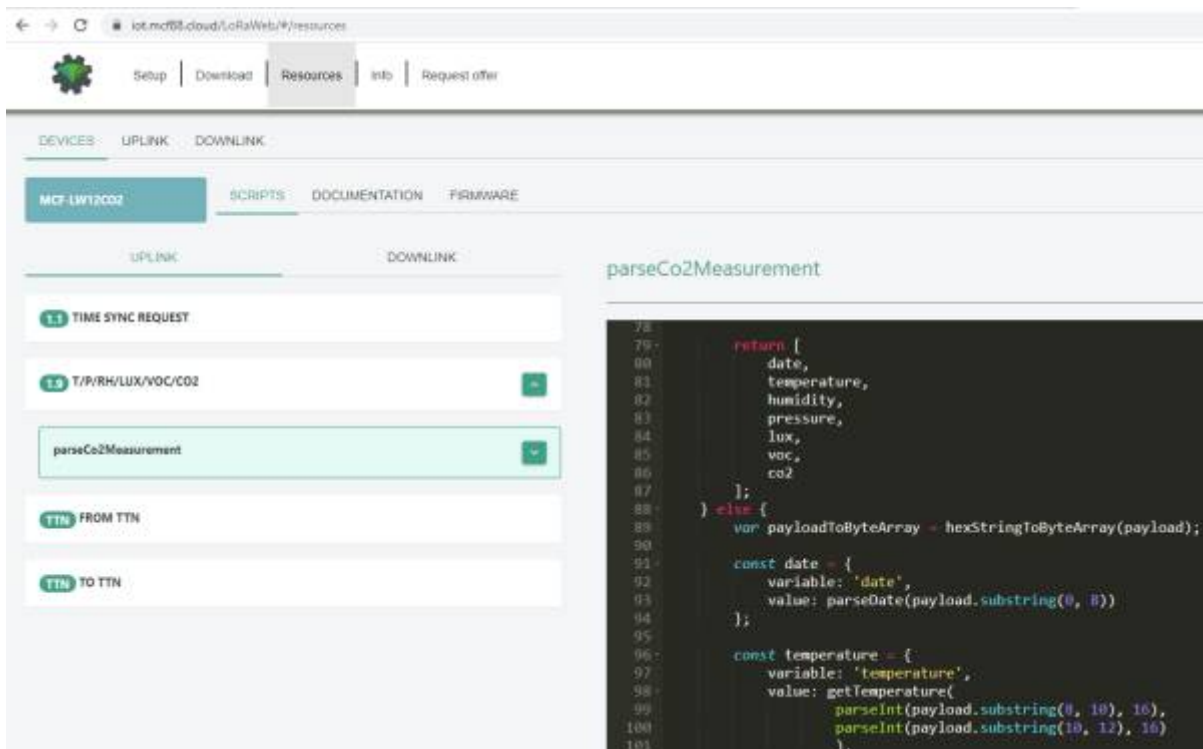 iot.mcf88.cloud/LoRaWeb/#/resources
Setup Download Resources Info Request offer
DEVICES UPLINK DOWNLINK
MCF-LW12CO2 SCRIPTS DOCUMENTATION FIRMWARE
UPLINK DOWNLINK
1.1 TIME SYNC REQUEST
1.9 T/P/RH/LUX/VOC/CO2
parseCo2Measurement
TTN FROM TTN
TTN TO TTN
parseCo2Measurement
78
79 return [
80 date,
81 temperature,
82 humidity,
83 pressure,
84 lux,
85 voc,
86 co2
87 ];
88 } else {
89 var payloadToByteArray = hexStringToByteArray(payload);
90
91 const date = {
92 variable: 'date',
93 value: parseDate(payload.substring(0, 8))
94 };
95
96 const temperature = {
97 variable: 'temperature',
98 value: getTemperature(
99 parseInt(payload.substring(8, 10), 16),
100 parseInt(payload.substring(10, 12), 16)
101 )